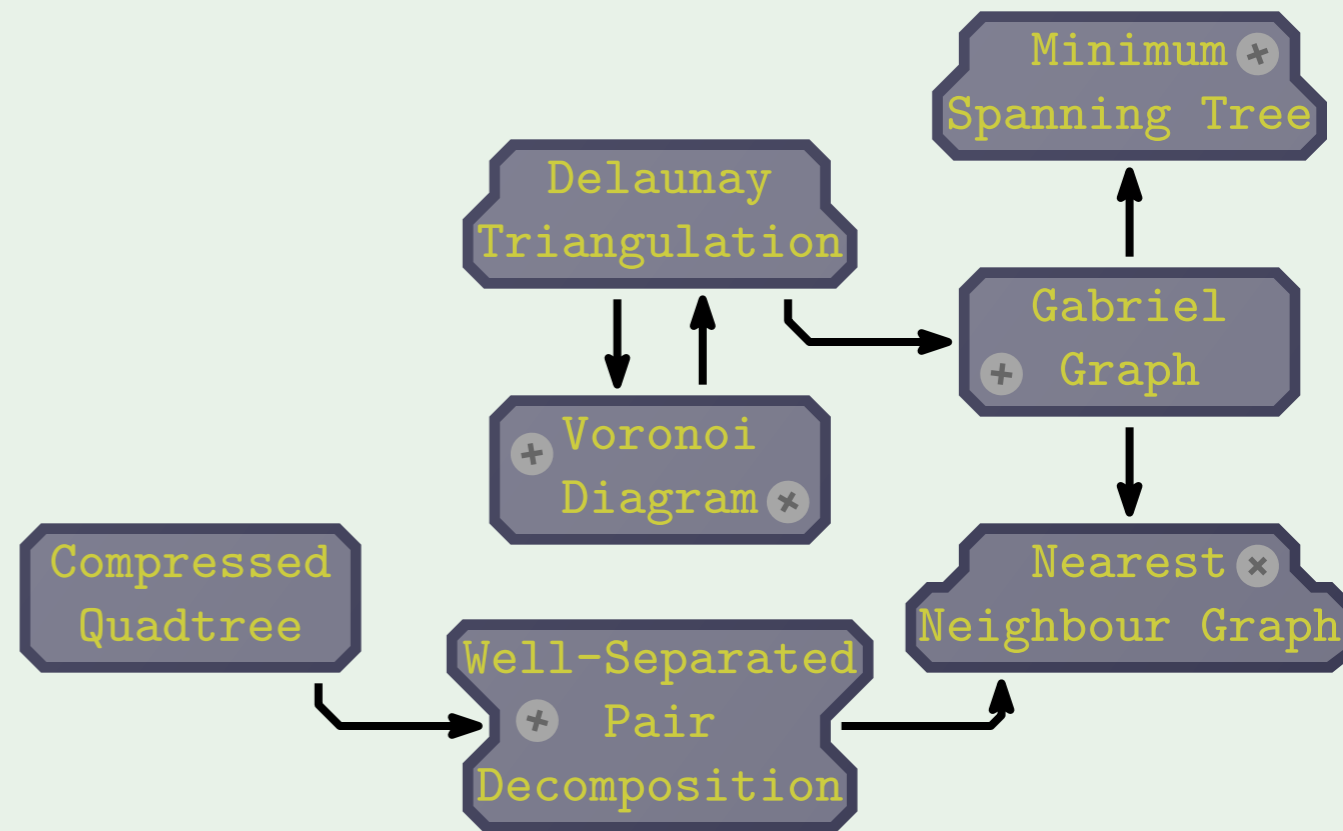 Minimum
Spanning Tree
Delaunay
Triangulation
Gabriel
Graph
Voronoi
Diagram
Compressed
Quadtree
Nearest
Neighbour Graph
Well-Separated
Pair
Decomposition